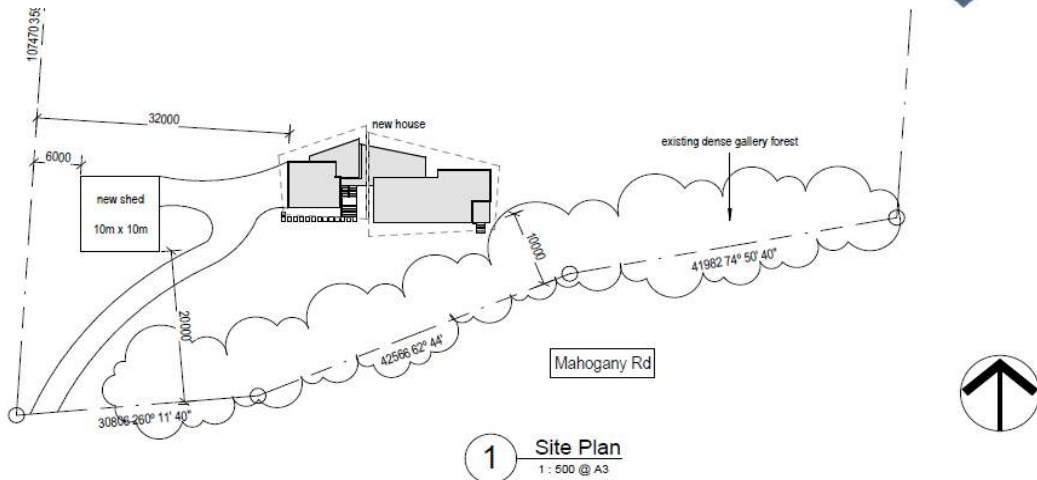 32000
new house
6000
existing dense gallery forest
new shed
10m x 10m
10000
41982 74° 50' 40"
20000
42566 62° 44'
Mahogany Rd
30806 260° 11' 40"
1
Site Plan
1 : 500 @ A3